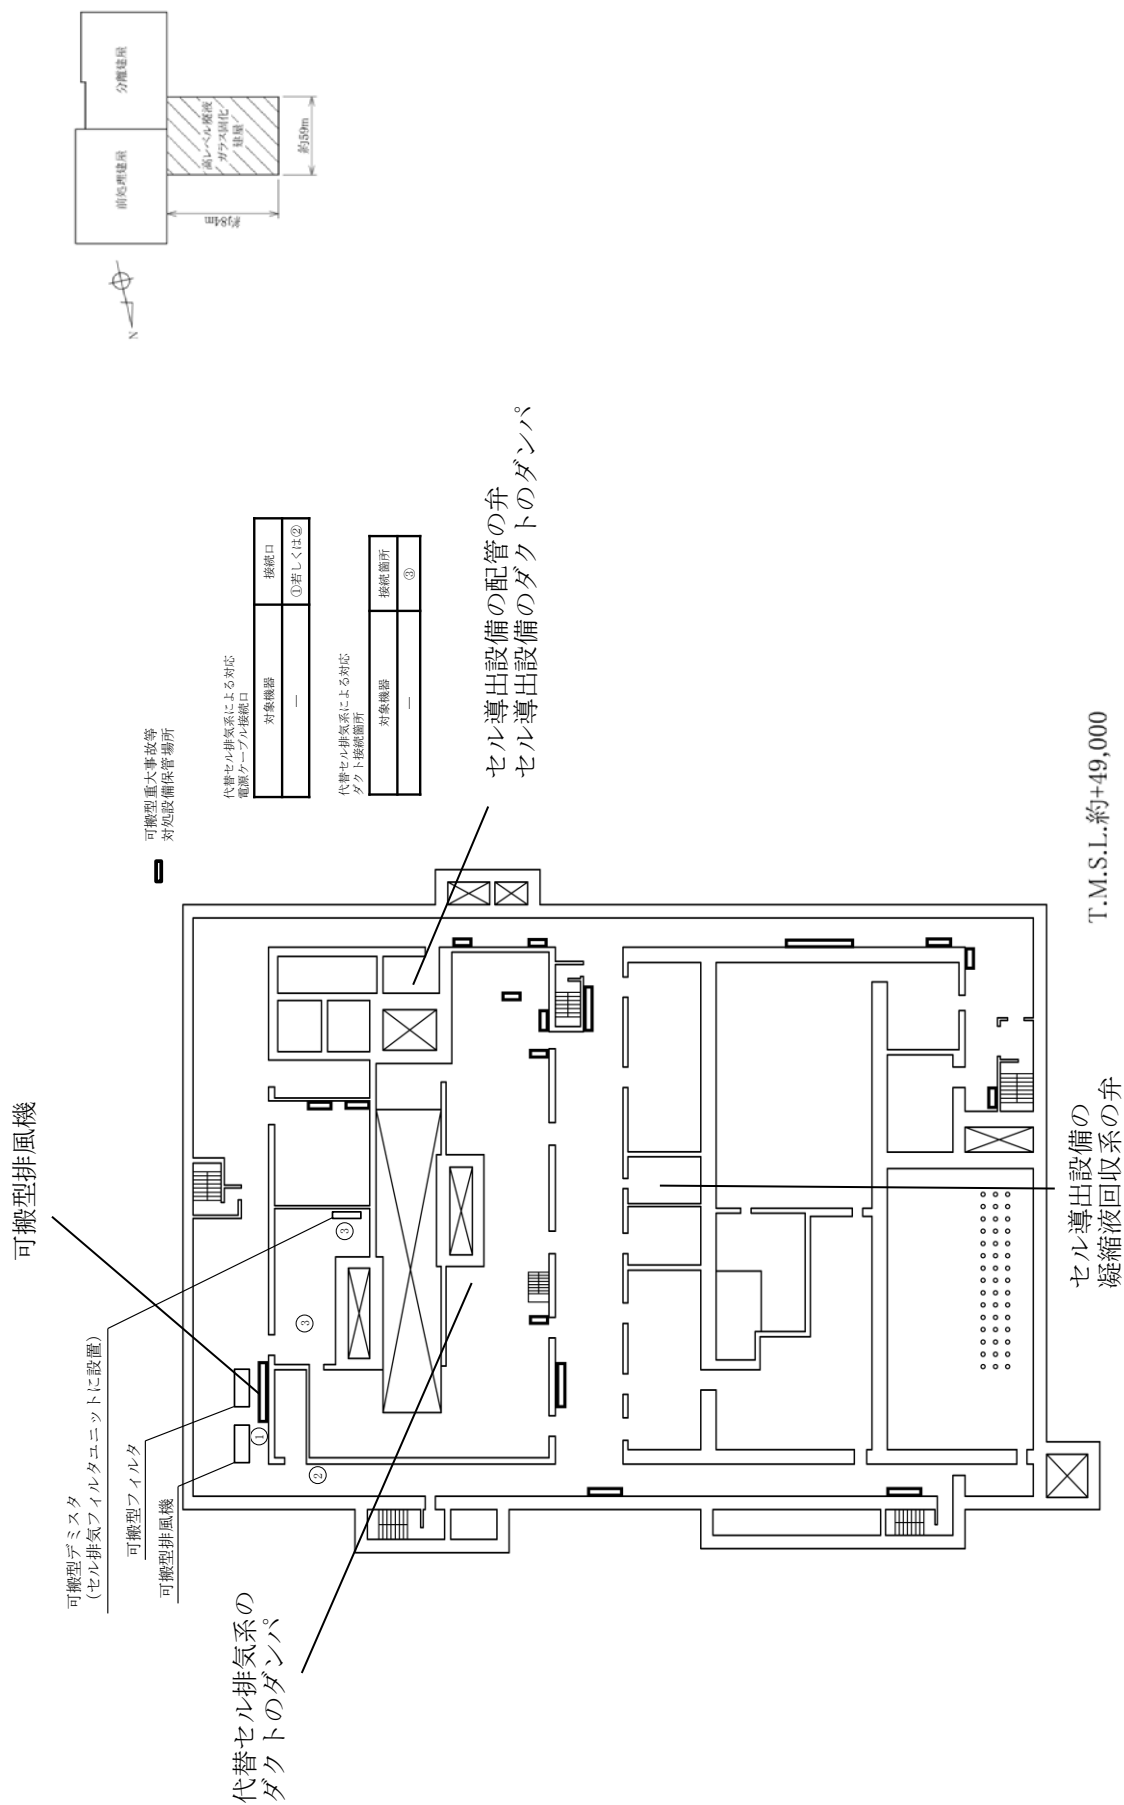 可搬型排風機
可搬型デミスタ
(セル排気フィルタユニットに設置)
可搬型フィルタ
可搬型排風機
代替セル排気系の
ダクトのダンパ
①
②
③
③
可搬型重大事故等
対処設備保管場所
代替セル排気系による対応
電源ケーブル接続口
対象機器 接続口
― ①若しくは②
代替セル排気系による対応
ダクト接続箇所
対象機器 接続箇所
― ③
セル導出設備の配管の弁
セル導出設備のダクトのダンパ
セル導出設備の
凝縮液回収系の弁
T.M.S.L.約+49,000
N
前処理建屋
分離建屋
高レベル廃液
ガラス固化
建屋
約84m
約59m